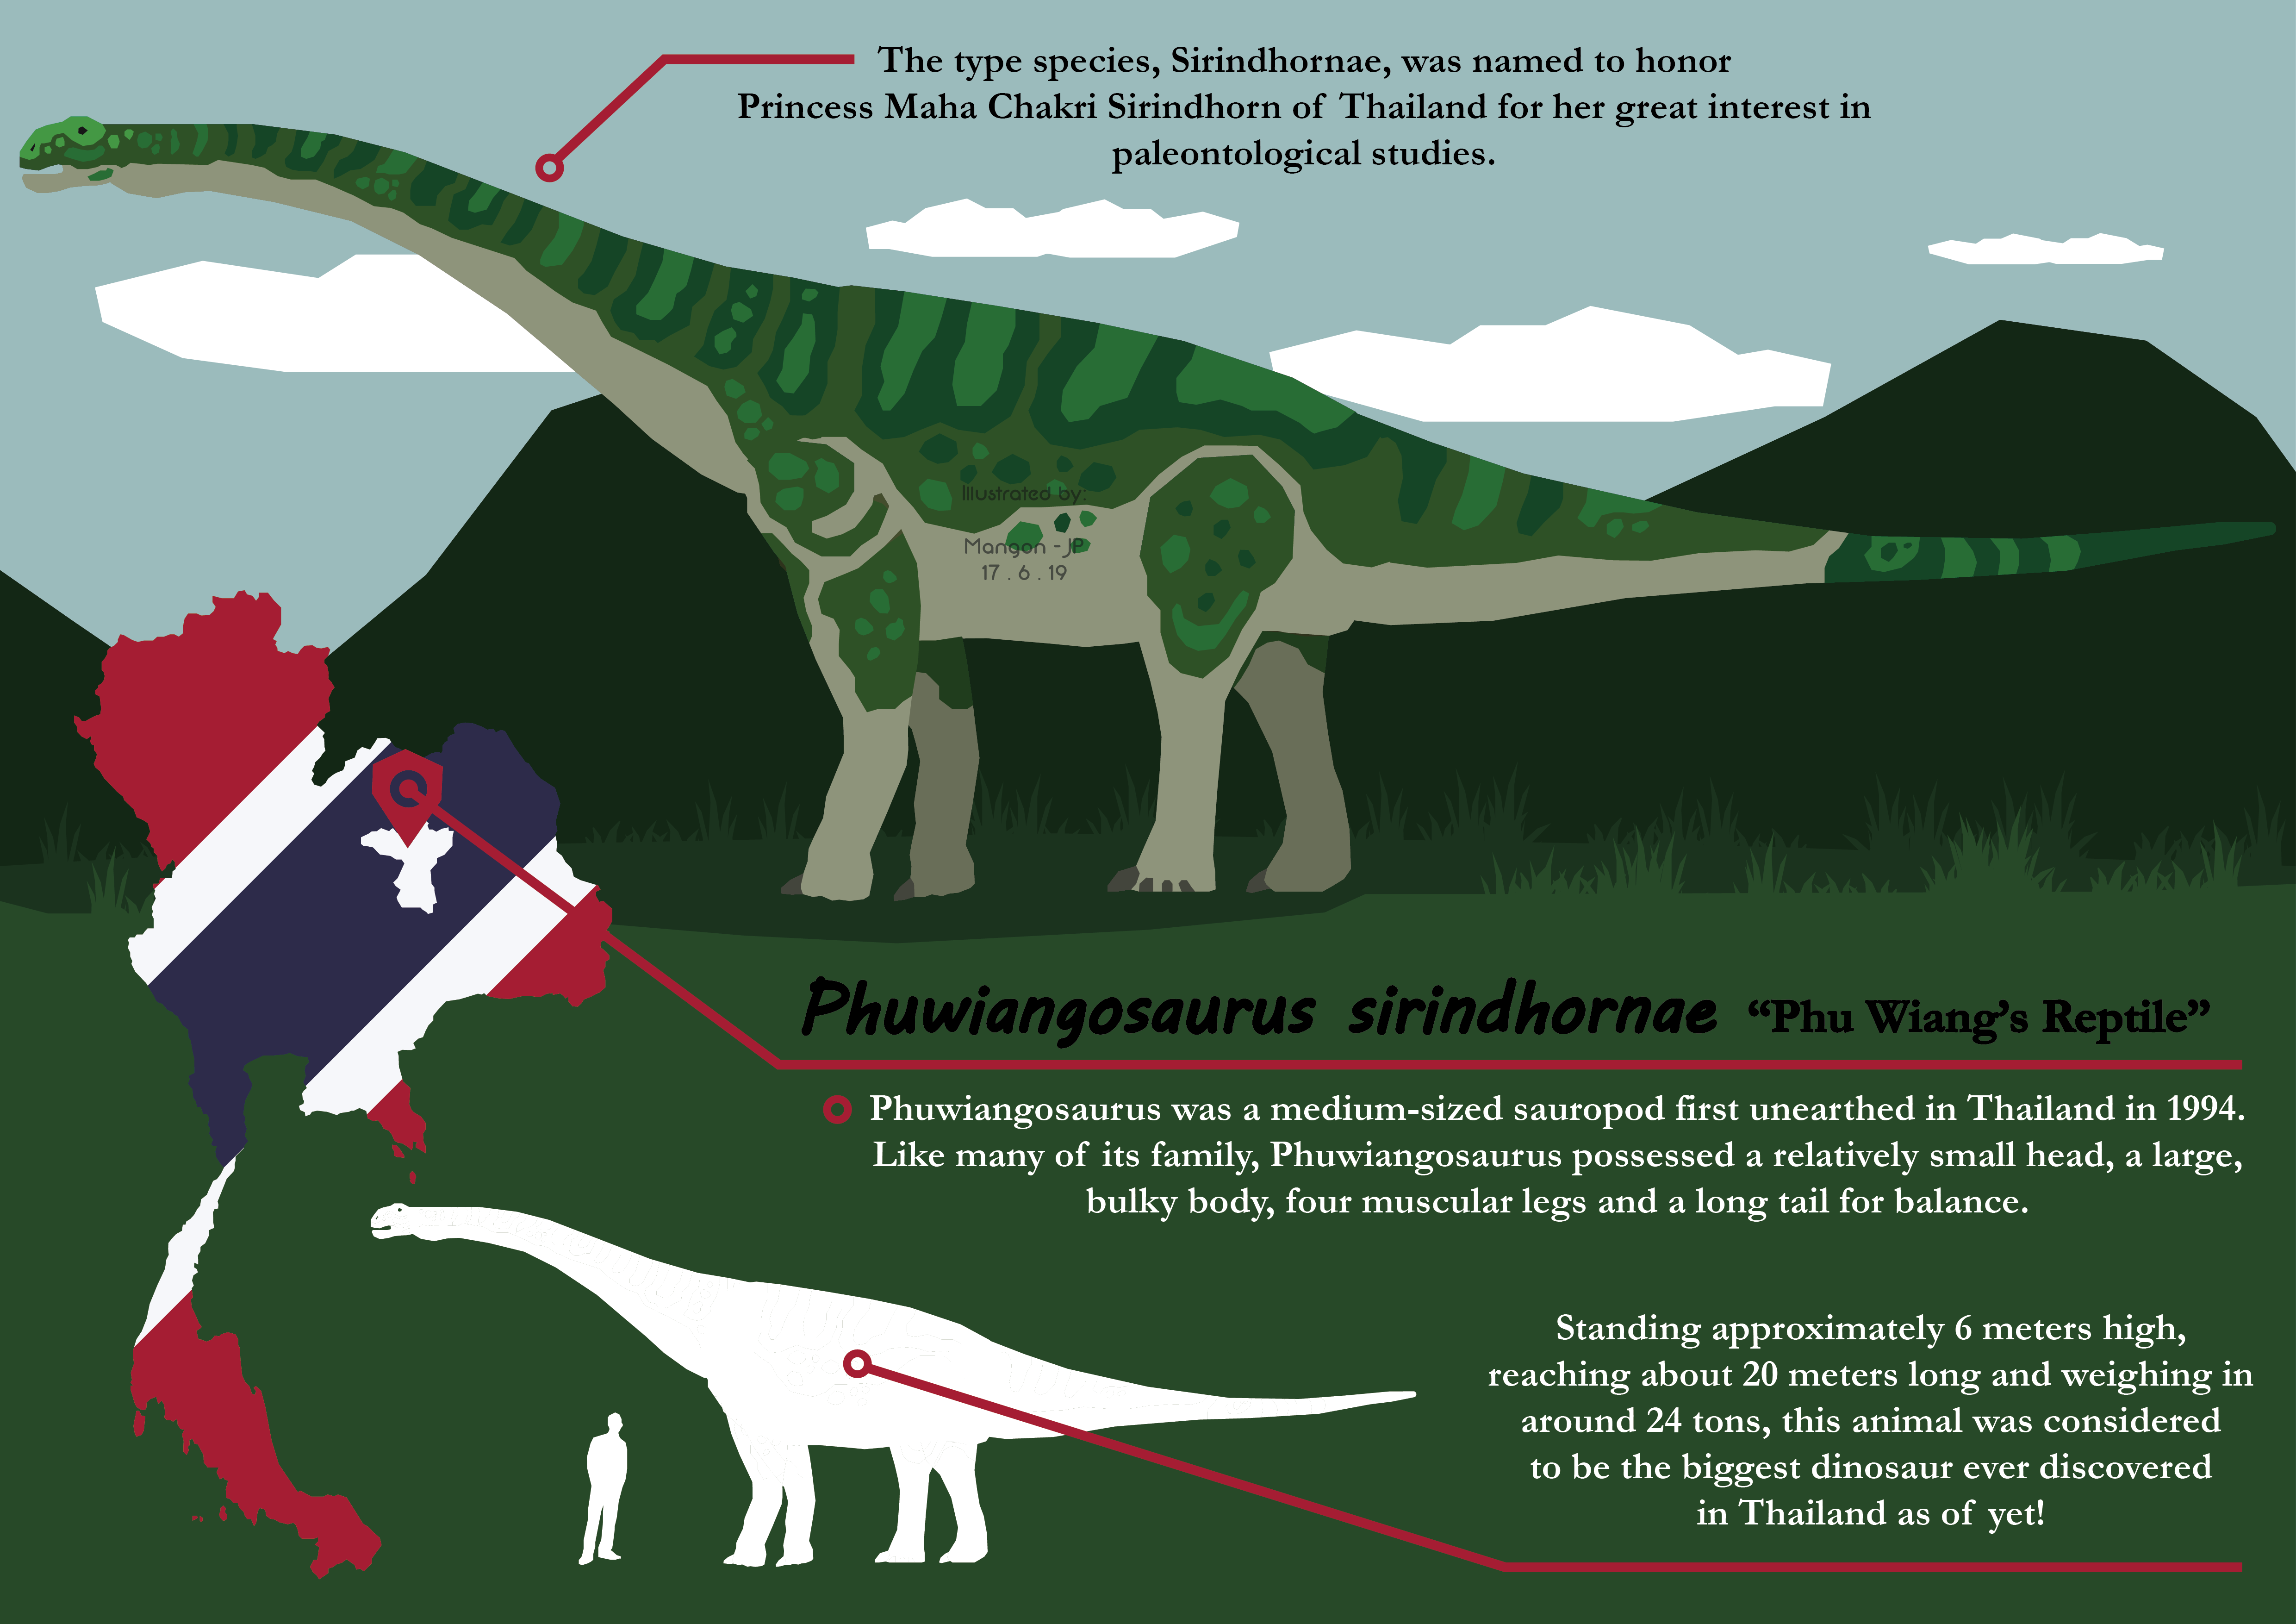 The type species, Sirindhornae, was named to honor
Princess Maha Chakri Sirindhorn of Thailand for her great interest in
paleontological studies.
Illustrated by:
Mangon - JP
17 . 6 . 19
Phuwiangosaurus sirindhornae “Phu Wiang’s Reptile”
Phuwiangosaurus was a medium-sized sauropod first unearthed in Thailand in 1994.
Like many of its family, Phuwiangosaurus possessed a relatively small head, a large,
bulky body, four muscular legs and a long tail for balance.
Standing approximately 6 meters high,
reaching about 20 meters long and weighing in
around 24 tons, this animal was considered
to be the biggest dinosaur ever discovered
in Thailand as of yet!